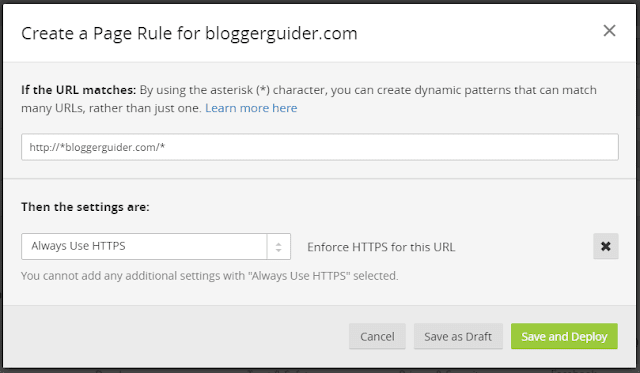 Create a Page Rule for bloggerguider.com
If the URL matches: By using the asterisk (*) character, you can create dynamic patterns that can match
many URLs, rather than just one. Learn more here
http://*bloggerguider.com/*
Then the settings are:
Always Use HTTPS
Enforce HTTPS for this URL
You cannot add any additional settings with "Always Use HTTPS" selected.
Cancel
Save as Draft
Save and Deploy